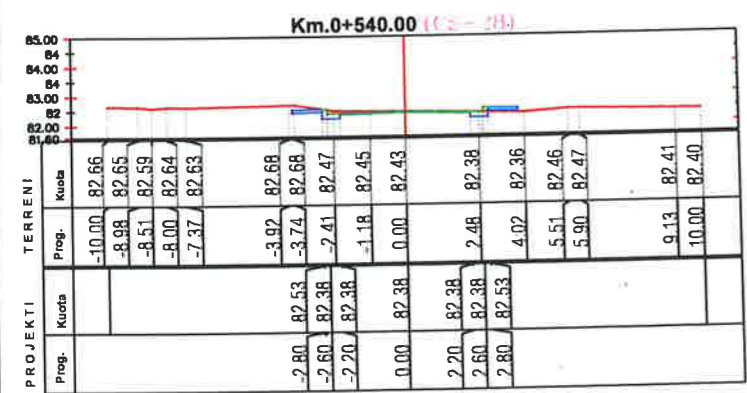 Km.0+540.00 (CS - 28)
85.00
84
84.00
83.00
82
82.00
81.60
TERRENI
Kuota 82.66 82.65 82.59 82.64 82.63 82.68 82.68 82.47 82.45 82.43 82.38 82.36 82.46 82.47 82.41 82.40
Prog. -10.00 -8.98 -8.51 -8.00 -7.37 -3.92 -3.74 -2.41 -1.18 0.00 2.48 4.02 5.51 5.90 9.13 10.00
PROJEKTI
Kuota 82.53 82.38 82.38 82.38 82.38 82.38 82.53
Prog. -2.80 -2.60 -2.20 0.00 2.20 2.60 2.80